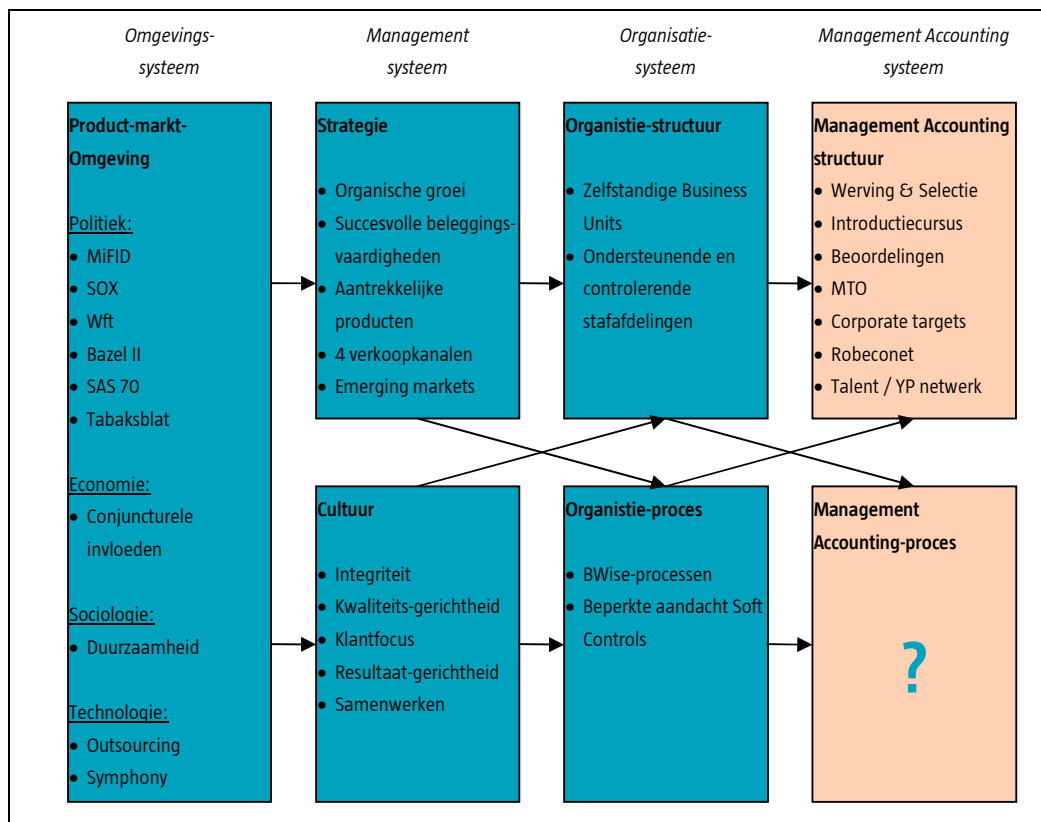 Omgevings-
systeem
Management
systeem
Organisatie-
systeem
Management Accounting
systeem
Product-markt-
Omgeving
Politiek:
• MiFID
• SOX
• Wft
• Bazel II
• SAS 70
• Tabaksblat
Economie:
• Conjuncturele
invloeden
Sociologie:
• Duurzaamheid
Technologie:
• Outsourcing
• Symphony
Strategie
• Organische groei
• Succesvolle beleggings-
vaardigheden
• Aantrekkelijke
producten
• 4 verkoopkanalen
• Emerging markets
Cultuur
• Integriteit
• Kwaliteits-gerichtheid
• Klantfocus
• Resultaat-gerichtheid
• Samenwerken
Organistie-structuur
• Zelfstandige Business
Units
• Ondersteunende en
controlerende
stafafdelingen
Organistie-proces
• BWise-processen
• Beperkte aandacht Soft
Controls
Management Accounting
structuur
• Werving & Selectie
• Introductiecursus
• Beoordelingen
• MTO
• Corporate targets
• Robeconet
• Talent / YP netwerk
Management
Accounting-proces
?